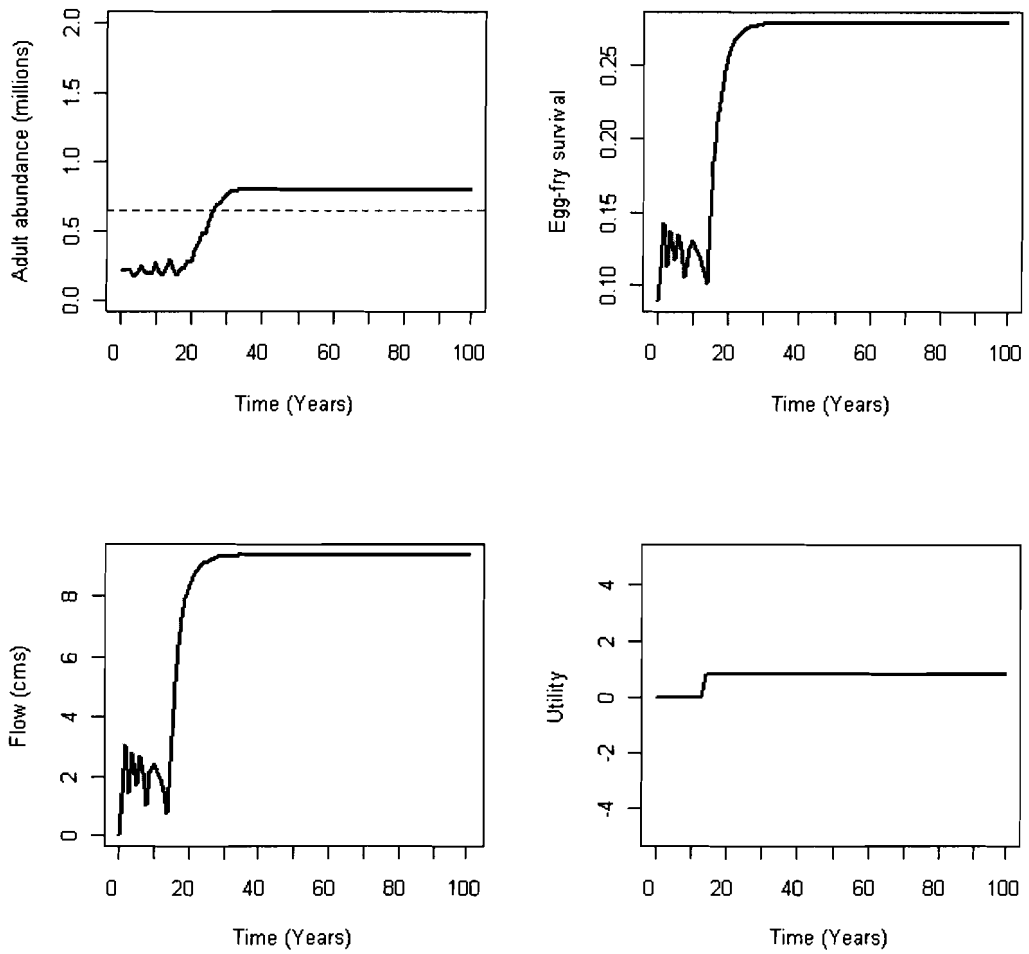 Adult abundance (millions)
2.0
1.5
1.0
0.5
0.0
0 20 40 60 80 100
Time (Years)
Egg-fry survival
0.25
0.20
0.15
0.10
0 20 40 60 80 100
Time (Years)
Flow (cms)
8
6
4
2
0
0 20 40 60 80 100
Time (Years)
Utility
4
2
0
-2
-4
0 20 40 60 80 100
Time (Years)